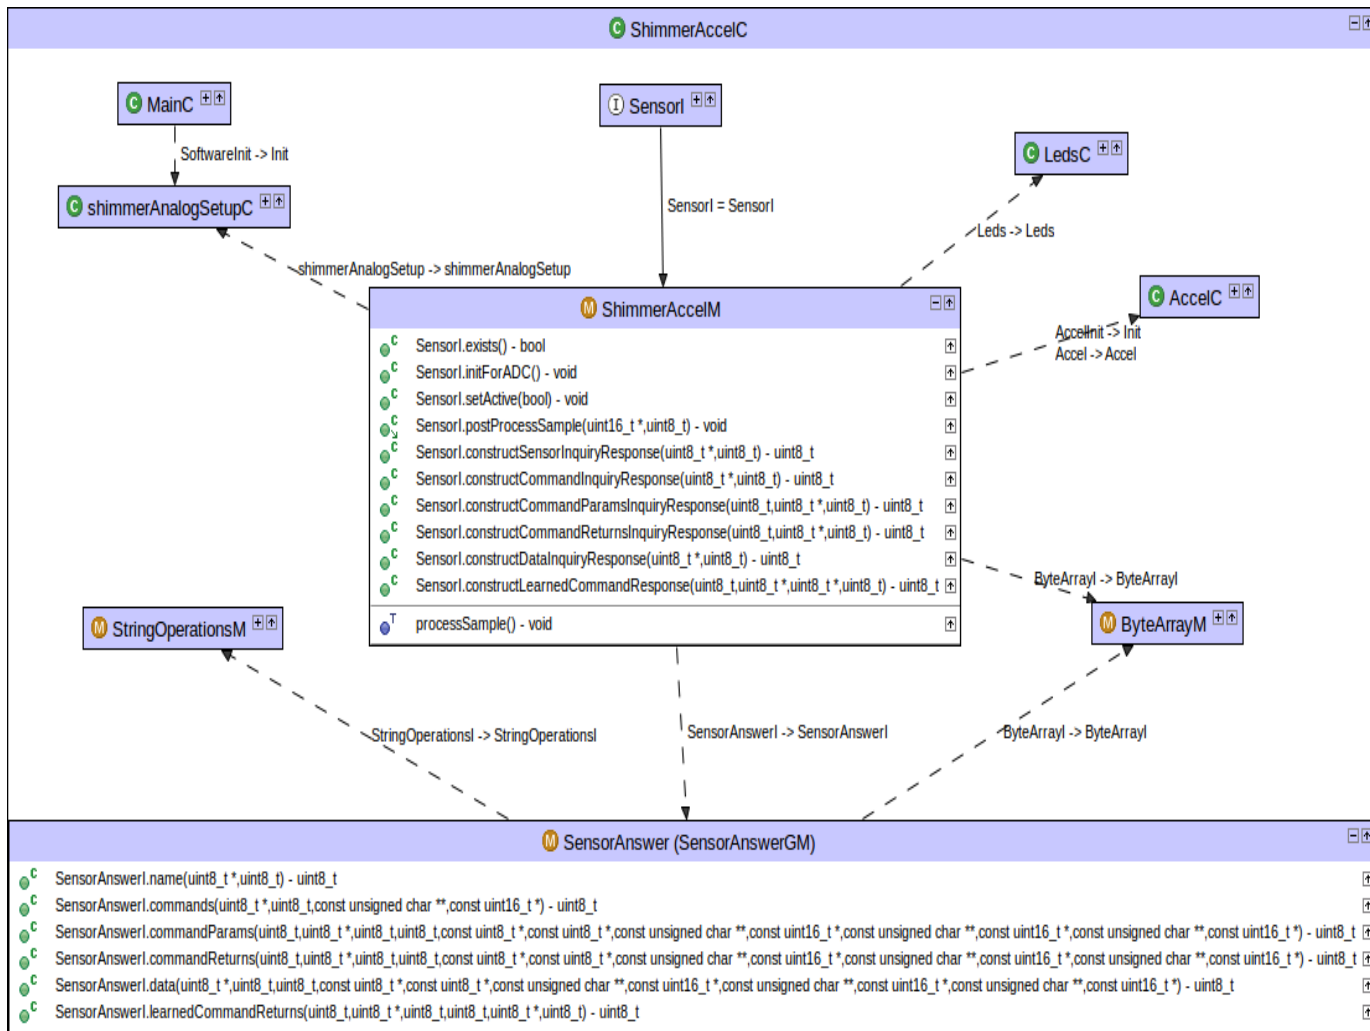 ShimmerAccelC
MainC
SensorI
LedsC
SoftwareInit -> Init
shimmerAnalogSetupC
SensorI = SensorI
Leds -> Leds
shimmerAnalogSetup -> shimmerAnalogSetup
AccelC
ShimmerAccelM
AccelInit -> Init
Accel -> Accel
SensorI.exists() - bool
SensorI.initForADC() - void
SensorI.setActive(bool) - void
SensorI.postProcessSample(uint16_t *,uint8_t) - void
SensorI.constructSensorInquiryResponse(uint8_t *,uint8_t) - uint8_t
SensorI.constructCommandInquiryResponse(uint8_t *,uint8_t) - uint8_t
SensorI.constructCommandParamsInquiryResponse(uint8_t,uint8_t *,uint8_t) - uint8_t
SensorI.constructCommandReturnsInquiryResponse(uint8_t,uint8_t *,uint8_t) - uint8_t
SensorI.constructDataInquiryResponse(uint8_t *,uint8_t) - uint8_t
SensorI.constructLearnedCommandResponse(uint8_t,uint8_t *,uint8_t *,uint8_t) - uint8_t
processSample() - void
ByteArrayI -> ByteArrayI
StringOperationsM
ByteArrayM
StringOperationsI -> StringOperationsI
SensorAnswerI -> SensorAnswerI
ByteArrayI -> ByteArrayI
SensorAnswer (SensorAnswerGM)
SensorAnswerI.name(uint8_t *,uint8_t) - uint8_t
SensorAnswerI.commands(uint8_t *,uint8_t,const unsigned char **,const uint16_t *) - uint8_t
SensorAnswerI.commandParams(uint8_t,uint8_t *,uint8_t,uint8_t,const uint8_t *,const uint8_t *,const unsigned char **,const uint16_t *,const unsigned char **,const uint16_t *,const unsigned char **,const uint16_t *) - uint8_t
SensorAnswerI.commandReturns(uint8_t,uint8_t *,uint8_t,uint8_t,const uint8_t *,const uint8_t *,const unsigned char **,const uint16_t *,const unsigned char **,const uint16_t *,const unsigned char **,const uint16_t *) - uint8_t
SensorAnswerI.data(uint8_t *,uint8_t,uint8_t,const uint8_t *,const uint8_t *,const unsigned char **,const uint16_t *,const unsigned char **,const uint16_t *,const unsigned char **,const uint16_t *) - uint8_t
SensorAnswerI.learnedCommandReturns(uint8_t,uint8_t *,uint8_t,uint8_t,uint8_t *,uint8_t) - uint8_t